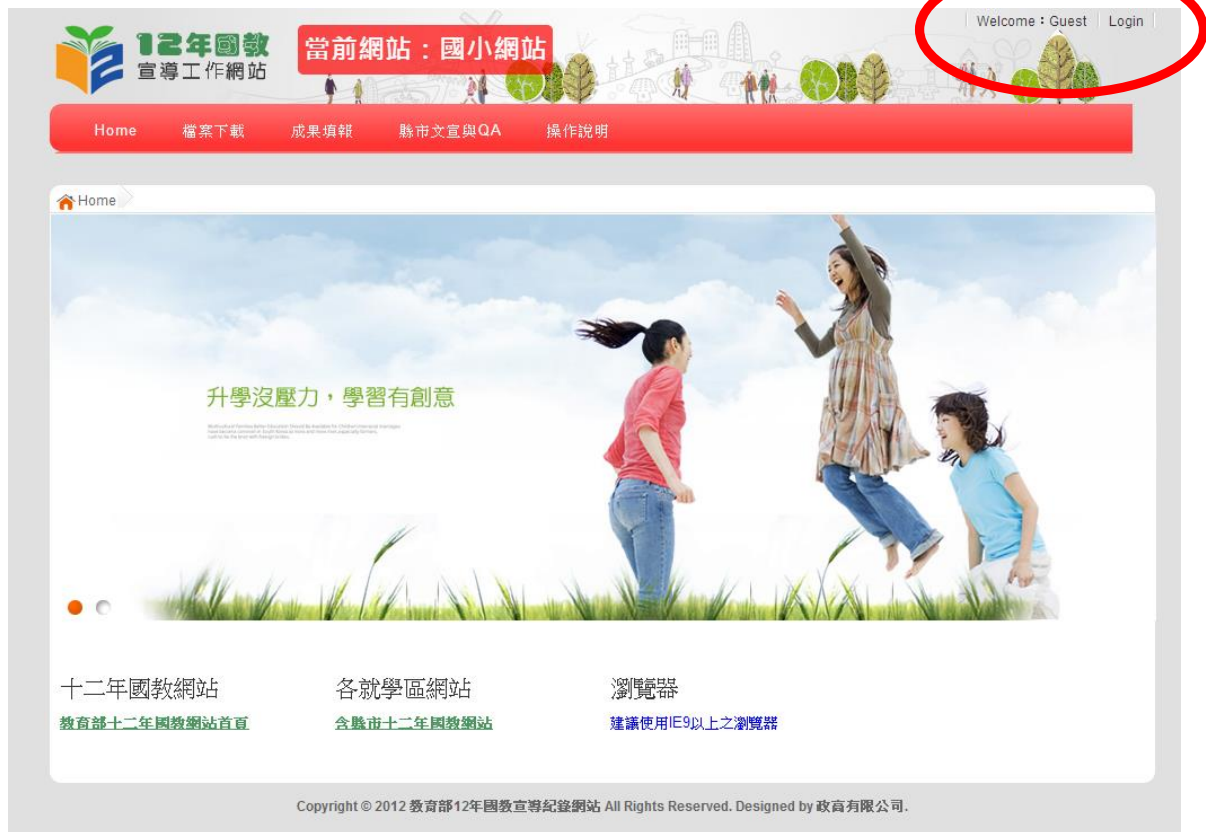 Welcome：Guest
Login
12年國教
宣導工作網站
當前網站：國小網站
Home 檔案下載 成果填報 縣市文宣與QA 操作說明
Home
升學沒壓力，學習有創意
十二年國教網站 各就學區網站 瀏覽器
教育部十二年國教網站首頁 含縣市十二年國教網站 建議使用IE9以上之瀏覽器
Copyright © 2012 教育部12年國教宣導紀錄網站 All Rights Reserved. Designed by 政高有限公司.